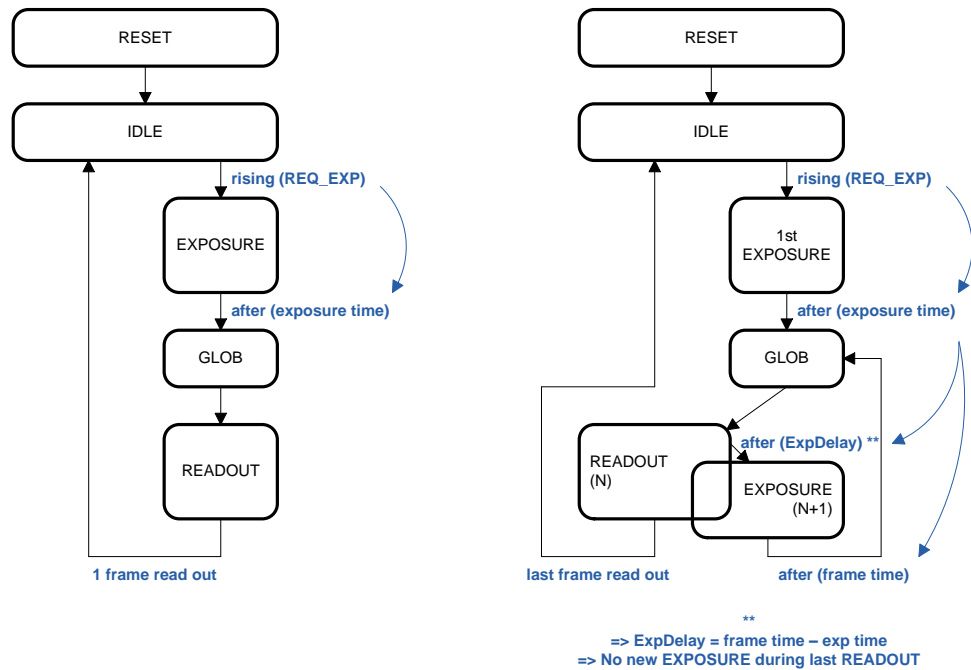 RESET
IDLE
rising (REQ_EXP)
EXPOSURE
after (exposure time)
GLOB
READOUT
1 frame read out
RESET
IDLE
rising (REQ_EXP)
1st
EXPOSURE
after (exposure time)
GLOB
after (ExpDelay) **
READOUT
(N)
EXPOSURE
(N+1)
last frame read out
after (frame time)
**
=> ExpDelay = frame time – exp time
=> No new EXPOSURE during last READOUT